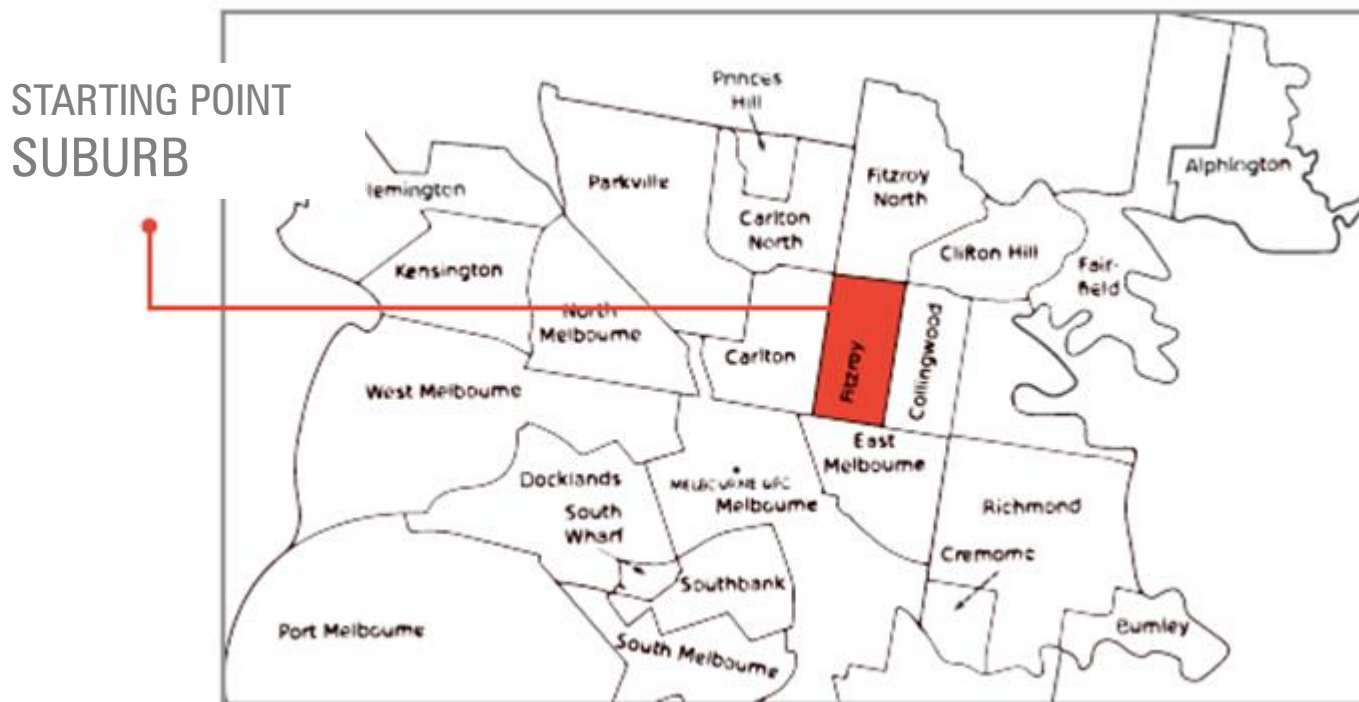 STARTING POINT
SUBURB
Princes
Hill
Alphington
Parkville
Fitzroy
North
lemington
Carlton
North
Clifton Hill
Kensington
Fair-
field
North
Melbourne
Collingwood
Carlton
Fitzroy
West Melbourne
East
Melbourne
Docklands
MELBOURNE GPO
Melbourne
South
Wharf
Richmond
Cremorne
Southbank
Port Melbourne
Burnley
South Melbourne